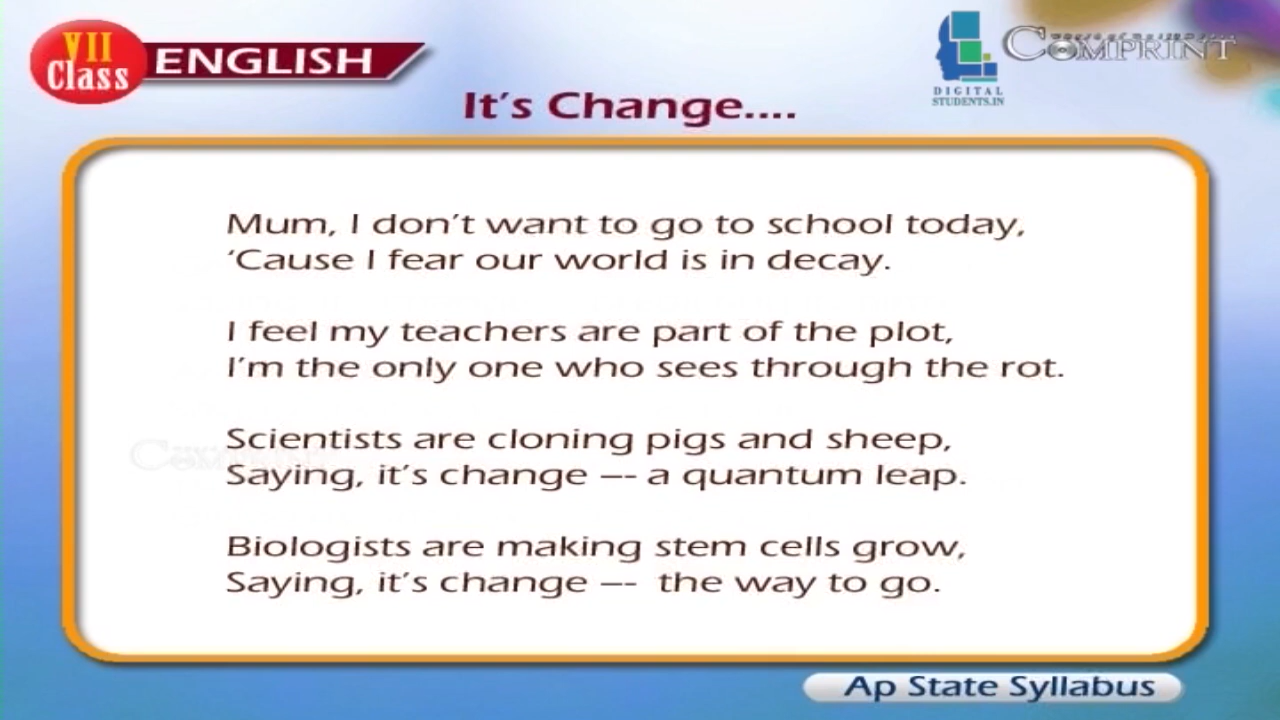 VII
Class
ENGLISH
DIGITAL
STUDENTS.IN
COMPRINT
It's Change....
Mum, I don't want to go to school today,
'Cause I fear our world is in decay.
I feel my teachers are part of the plot,
I'm the only one who sees through the rot.
Scientists are cloning pigs and sheep,
Saying, it's change –- a quantum leap.
Biologists are making stem cells grow,
Saying, it's change –- the way to go.
COMPRINT
Ap State Syllabus